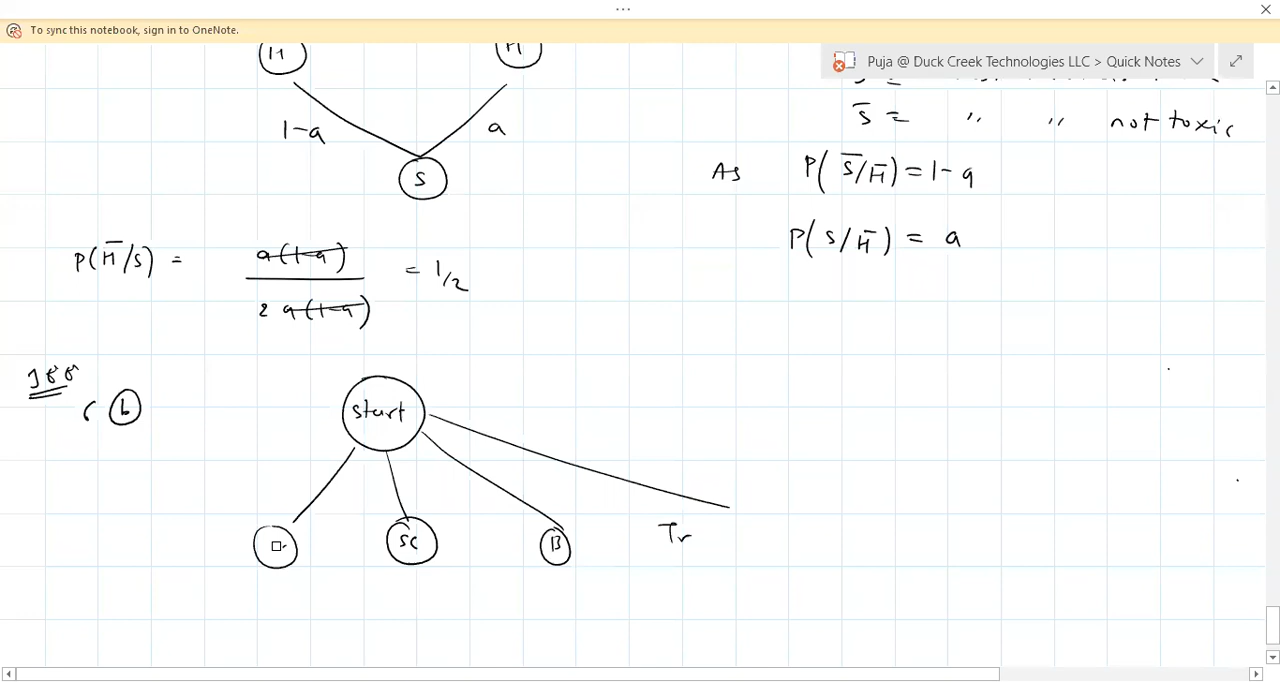 To sync this notebook, sign in to OneNote.
Puja @ Duck Creek Technologies LLC > Quick Notes
H H
1-a a
S
S̄ = " " not toxic
As P(S̄/H̄) = 1-a
P(S/H̄) = a
P(H̄/S) = a(1-a) / 2 a(1-a) = 1/2
(b)
start
SC B Tr